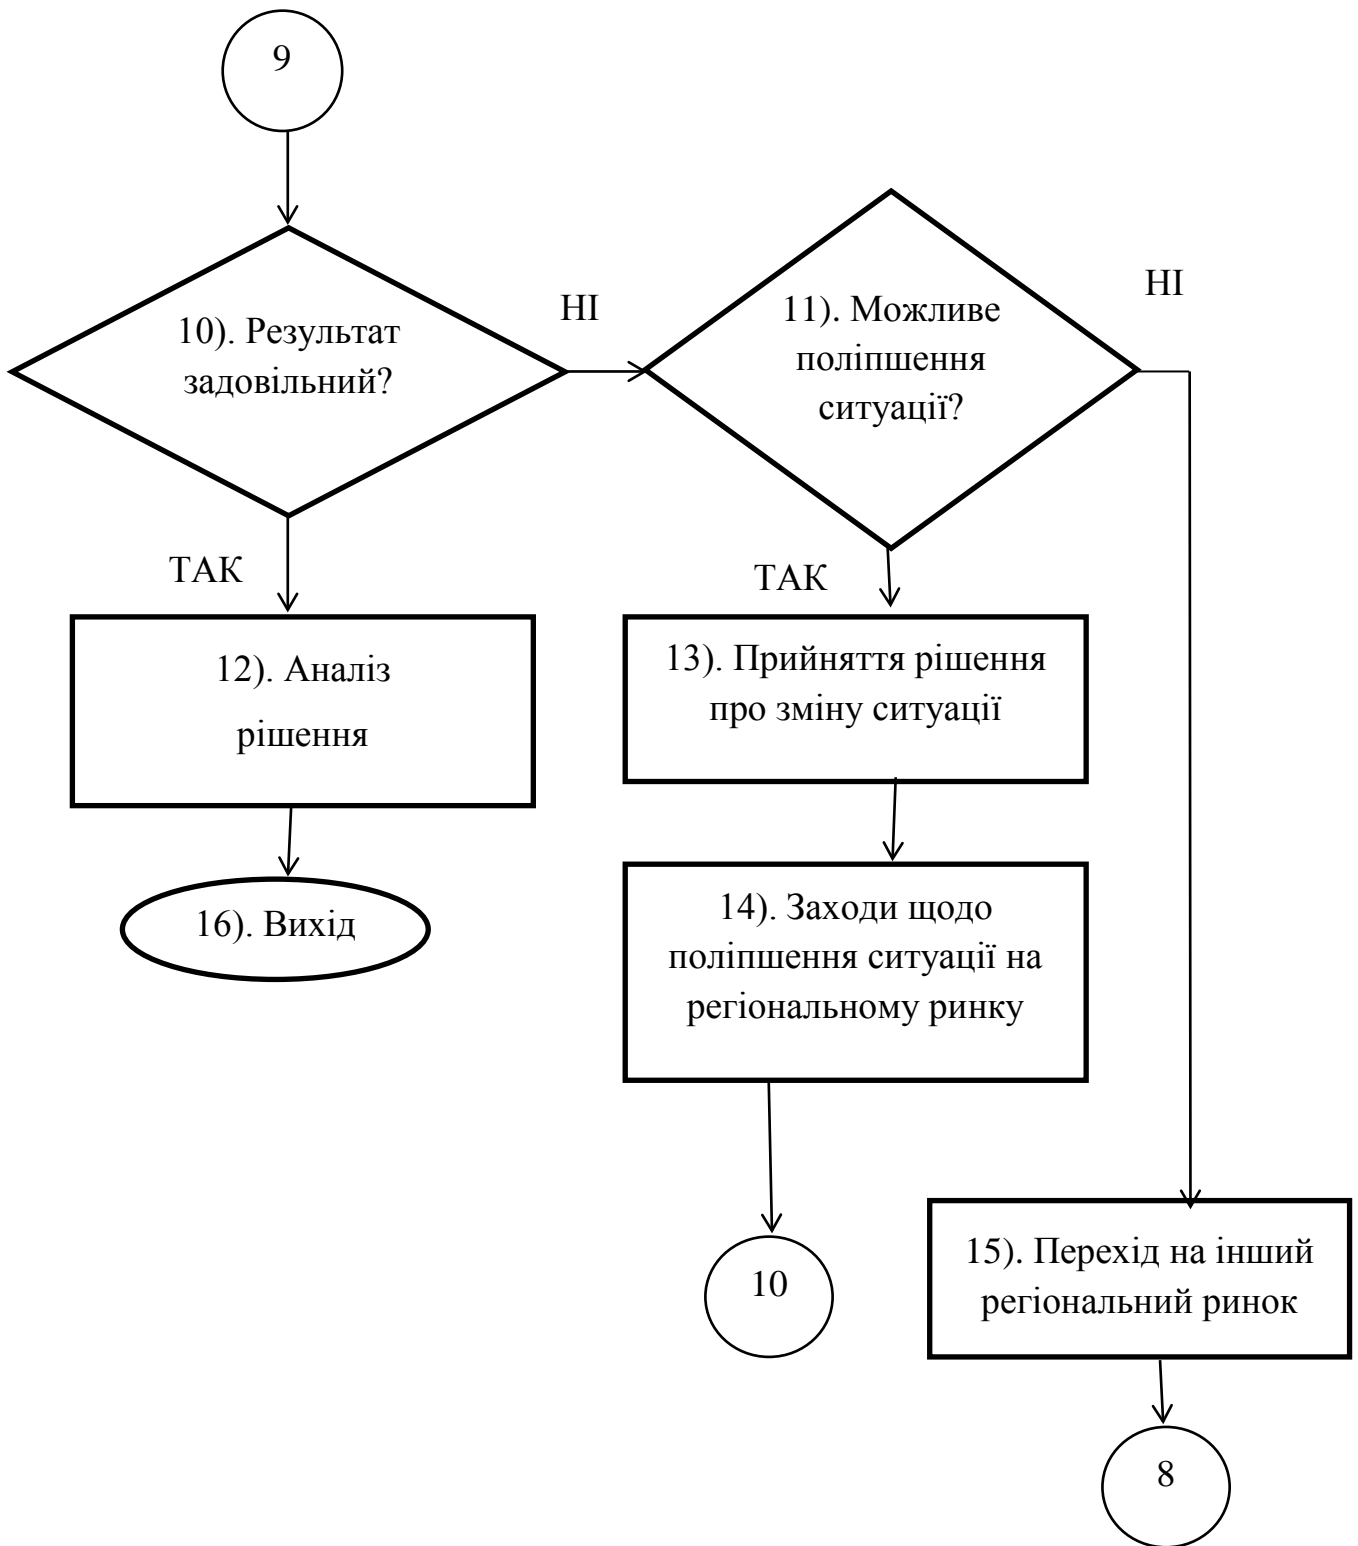 9
10). Результат
задовільний?
НІ
11). Можливе
поліпшення
ситуації?
НІ
ТАК
ТАК
12). Аналіз
рішення
13). Прийняття рішення
про зміну ситуації
16). Вихід
14). Заходи щодо
поліпшення ситуації на
регіональному ринку
10
15). Перехід на інший
регіональний ринок
8